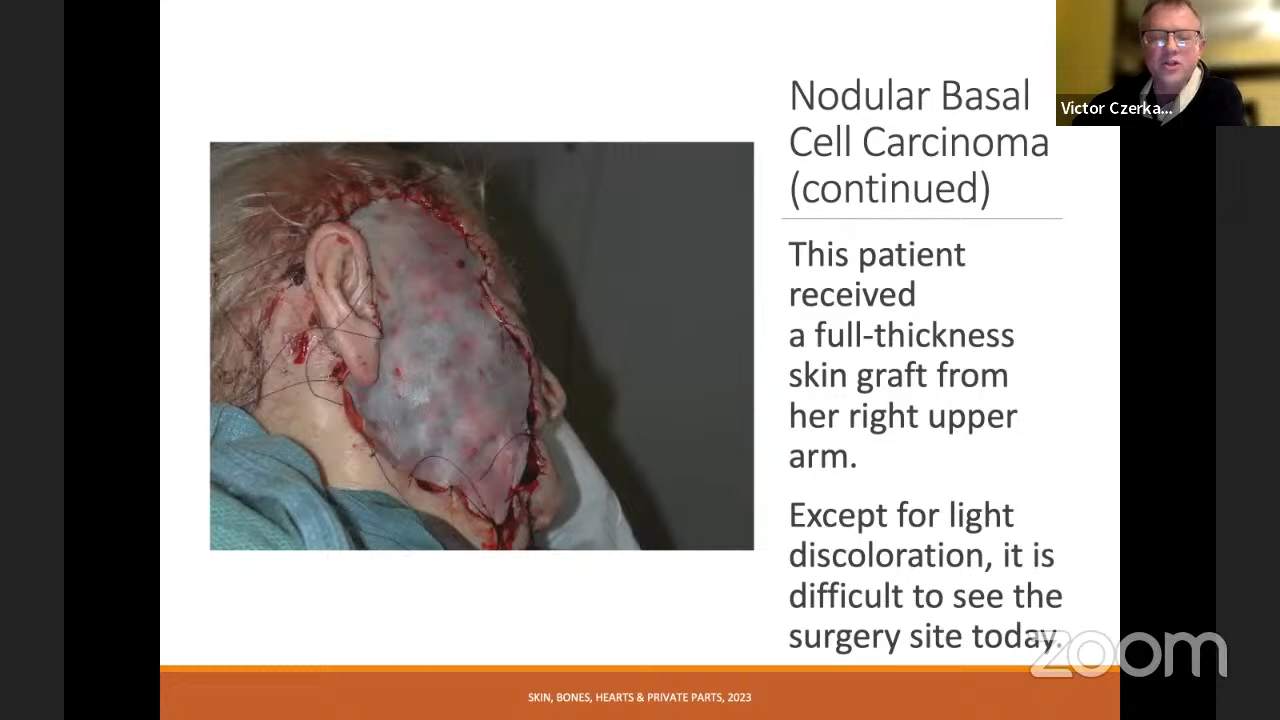 Nodular Basal
Cell Carcinoma
(continued)
This patient
received
a full-thickness
skin graft from
her right upper
arm.
Except for light
discoloration, it is
difficult to see the
surgery site today.
Victor Czerka...
zoom
SKIN, BONES, HEARTS & PRIVATE PARTS, 2023